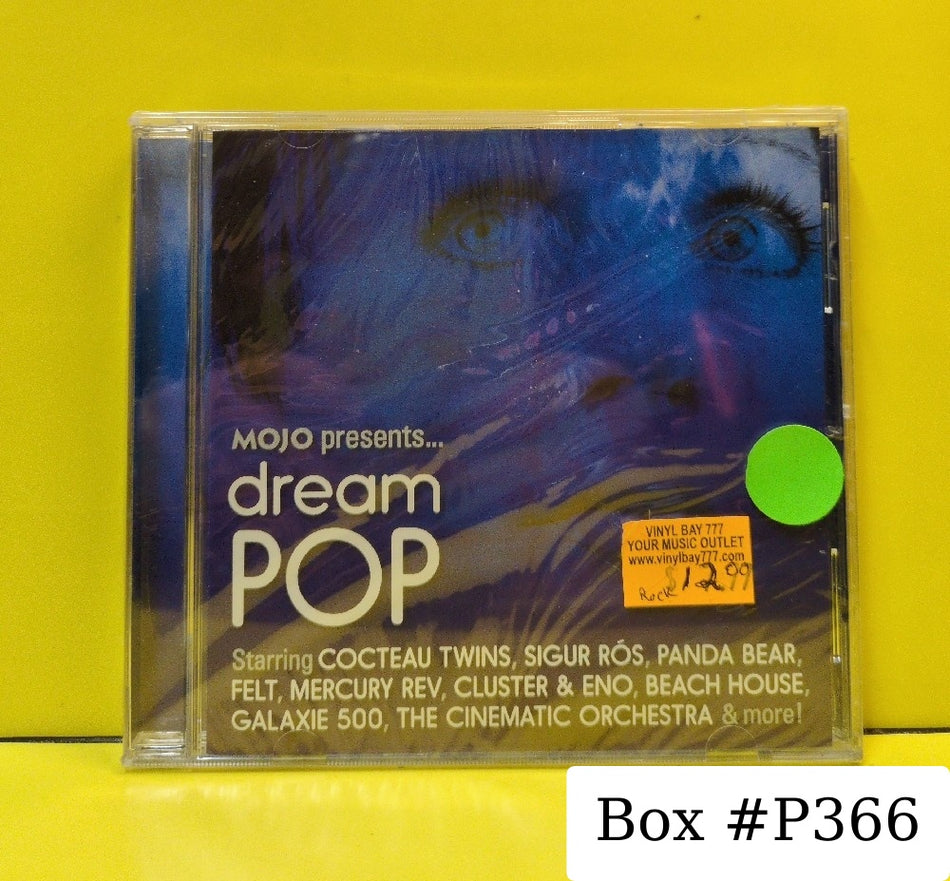 MOJO presents...
dream
POP
VINYL BAY 777
YOUR MUSIC OUTLET
www.vinylbay777.com
$12.99
Rock
Starring COCTEAU TWINS, SIGUR RÓS, PANDA BEAR,
FELT, MERCURY REV, CLUSTER & ENO, BEACH HOUSE,
GALAXIE 500, THE CINEMATIC ORCHESTRA & more!
Box #P366